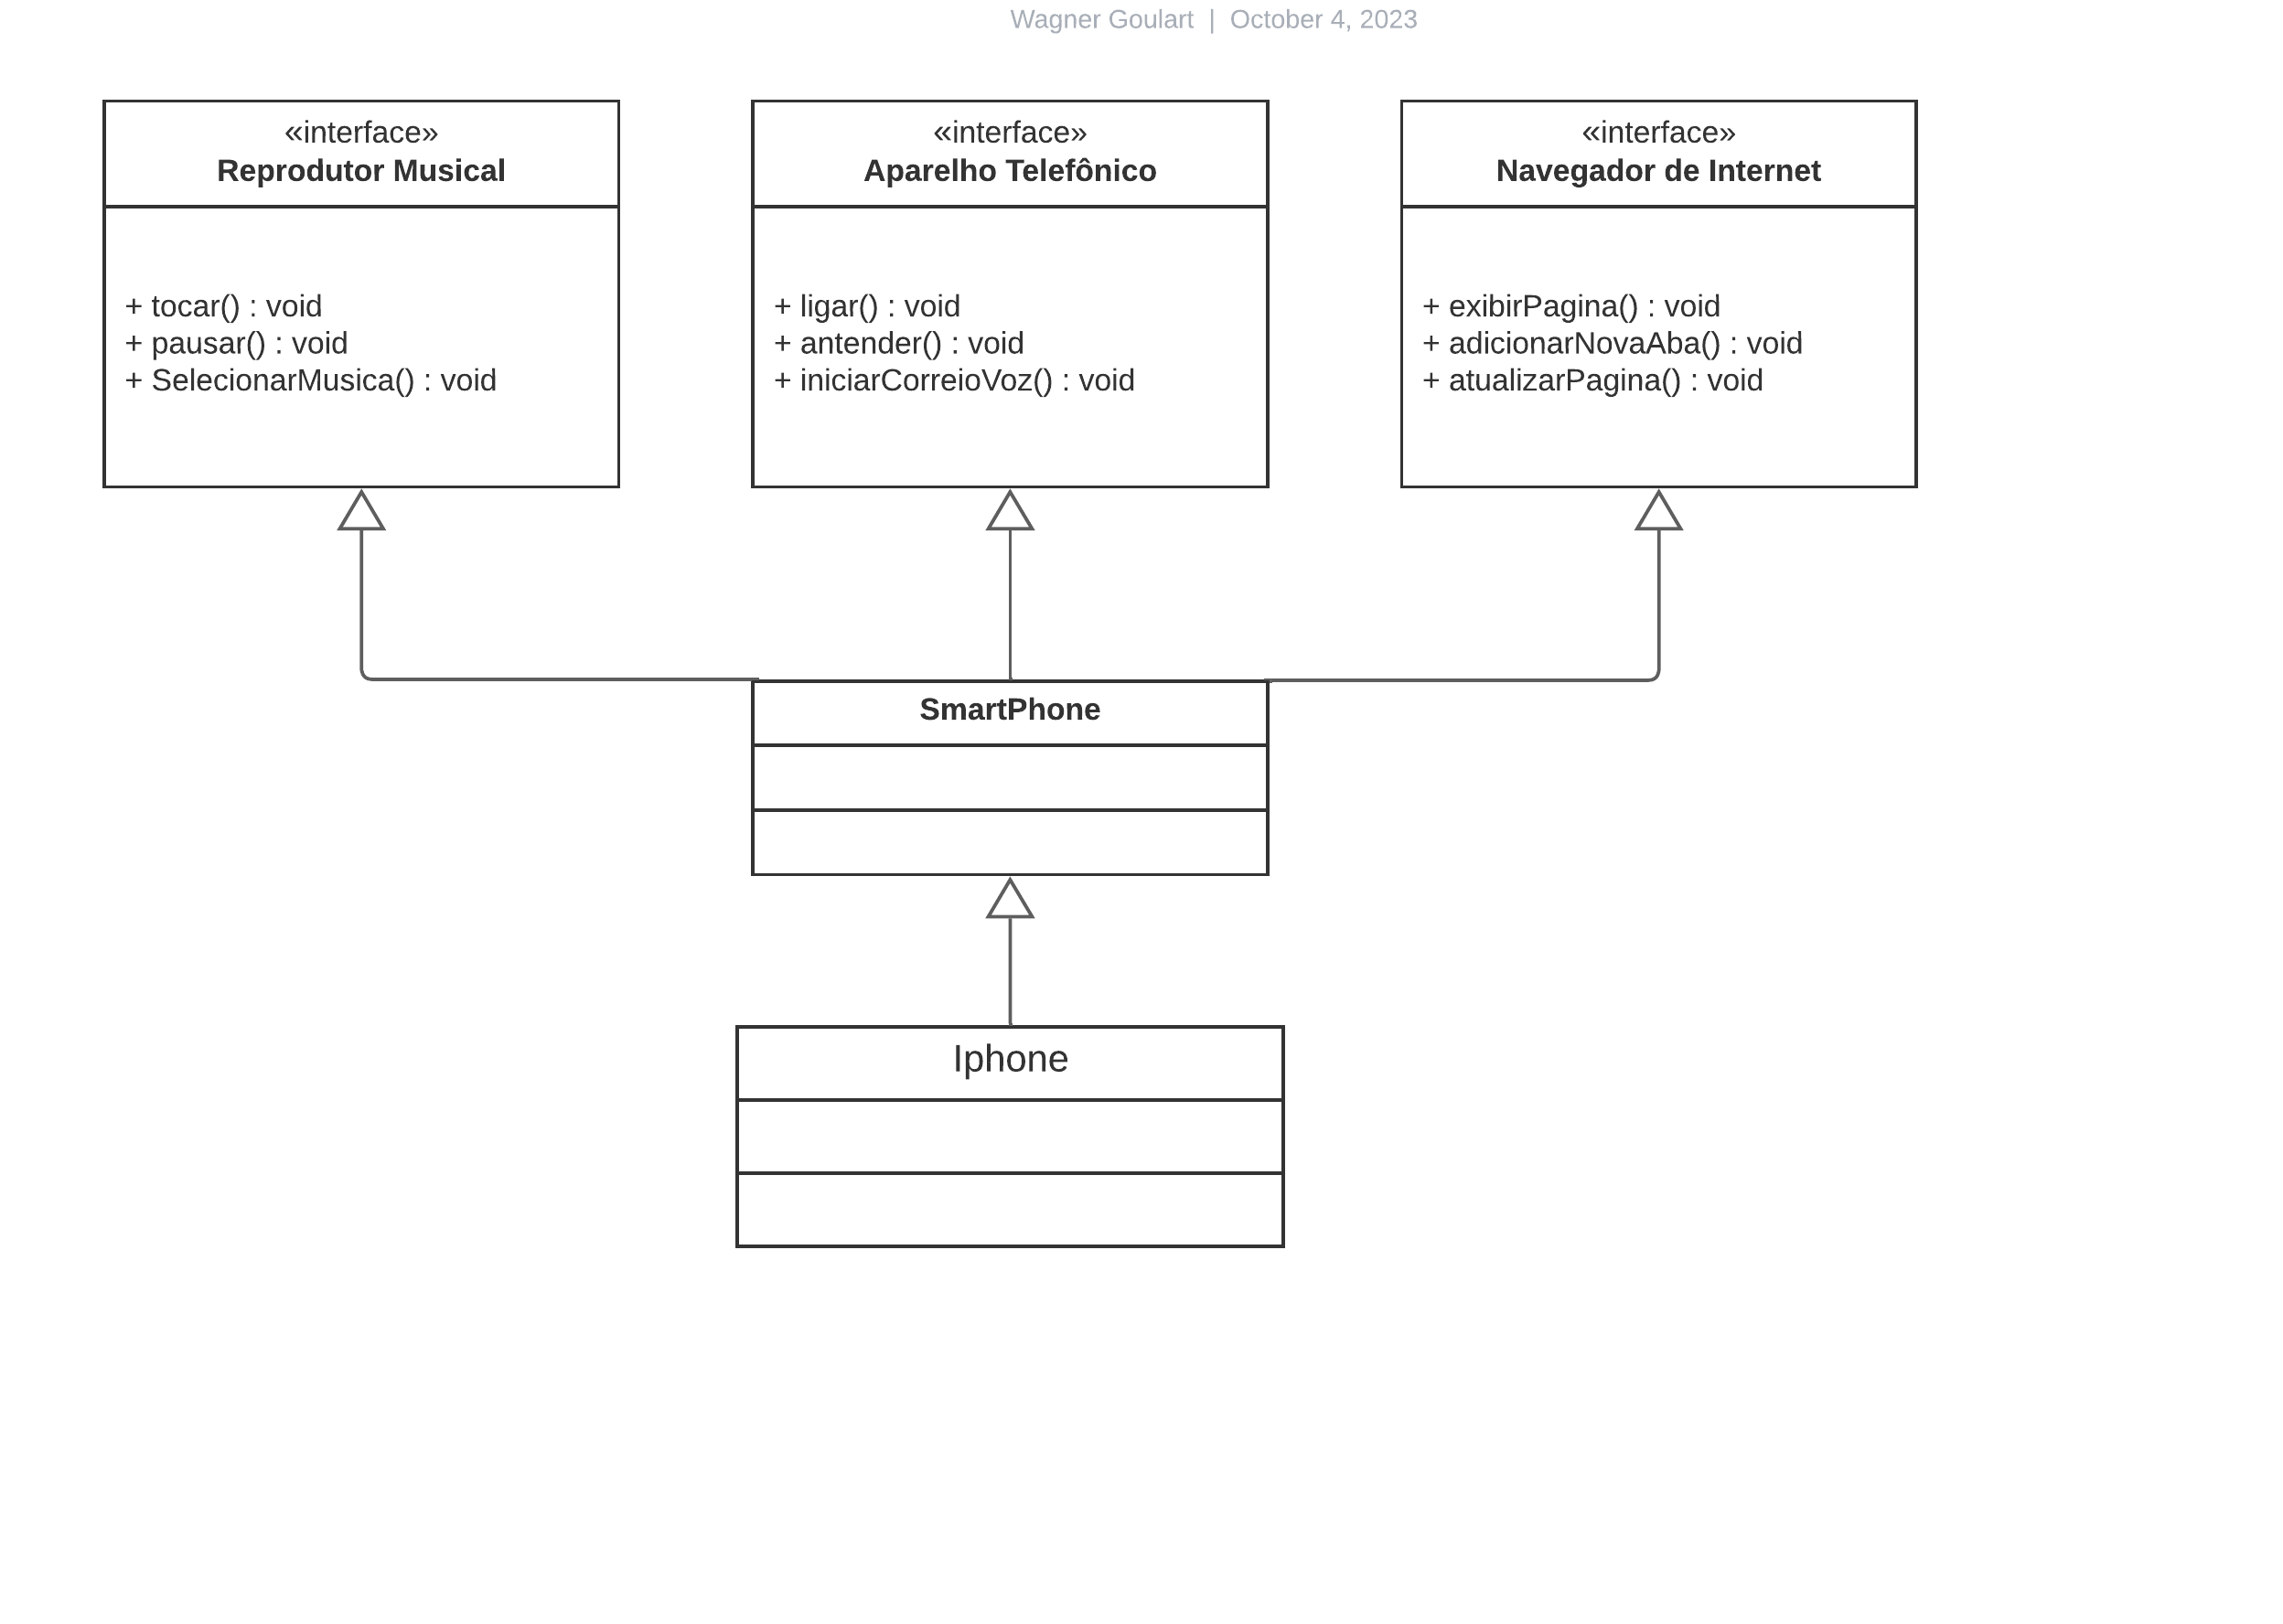 Wagner Goulart | October 4, 2023
«interface»
Reprodutor Musical
+ tocar() : void
+ pausar() : void
+ SelecionarMusica() : void
«interface»
Aparelho Telefônico
+ ligar() : void
+ antender() : void
+ iniciarCorreioVoz() : void
«interface»
Navegador de Internet
+ exibirPagina() : void
+ adicionarNovaAba() : void
+ atualizarPagina() : void
SmartPhone
Iphone